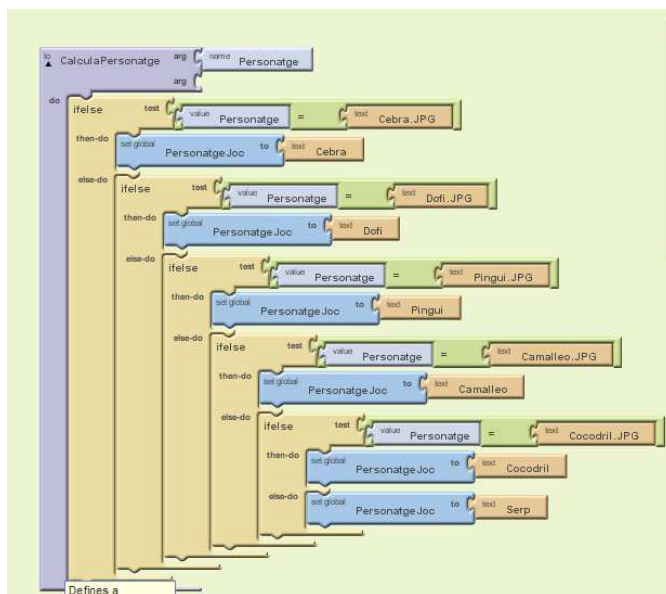 to CalculaPersonatge arg name Personatge
arg
do
ifelse test value Personatge = text Cebra.JPG
then-do set global PersonatgeJoc to text Cebra
else-do ifelse test value Personatge = text Dofi.JPG
then-do set global PersonatgeJoc to text Dofi
else-do ifelse test value Personatge = text Pingui.JPG
then-do set global PersonatgeJoc to text Pingui
else-do ifelse test value Personatge = text Camalleo.JPG
then-do set global PersonatgeJoc to text Camalleo
else-do ifelse test value Personatge = text Cocodril.JPG
then-do set global PersonatgeJoc to text Cocodril
else-do set global PersonatgeJoc to text Serp
Defines a